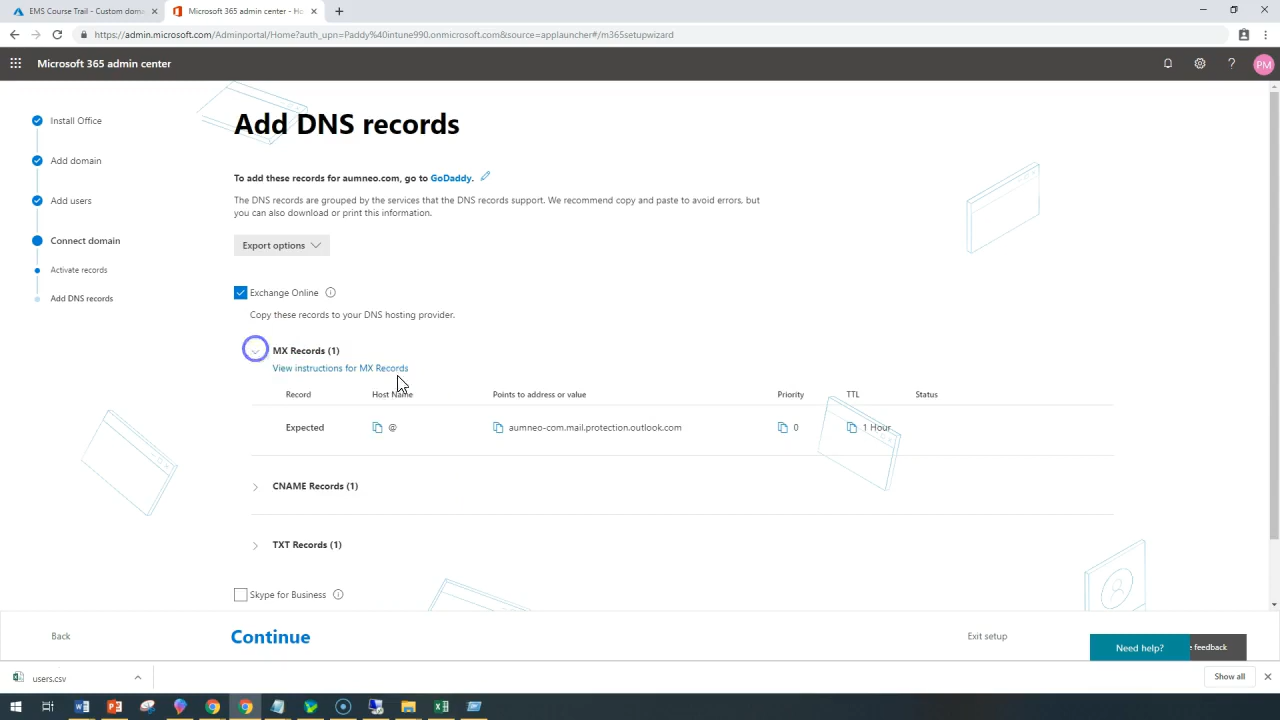 EMS Course Trail - Custom doma
Microsoft 365 admin center - Ho
https://admin.microsoft.com/Adminportal/Home?auth_upn=Paddy%40intune990.onmicrosoft.com&source=applauncher#/m365setupwizard
Microsoft 365 admin center
PM
Install Office
Add domain
Add users
Connect domain
Activate records
Add DNS records
Add DNS records
To add these records for aumneo.com, go to GoDaddy.
The DNS records are grouped by the services that the DNS records support. We recommend copy and paste to avoid errors, but
you can also download or print this information.
Export options
Exchange Online
Copy these records to your DNS hosting provider.
MX Records (1)
View instructions for MX Records
Record Host Name Points to address or value Priority TTL Status
Expected @ aumneo-com.mail.protection.outlook.com 0 1 Hour
CNAME Records (1)
TXT Records (1)
Skype for Business
Back Continue Exit setup
Need help? feedback
users.csv Show all